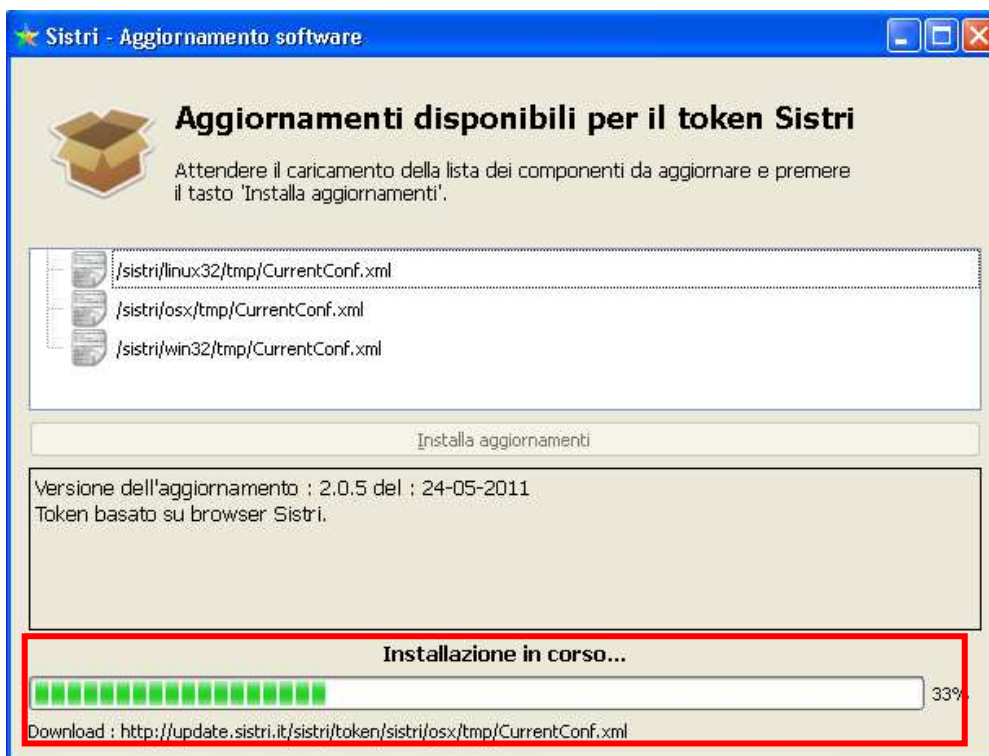 Sistri - Aggiornamento software
Aggiornamenti disponibili per il token Sistri
Attendere il caricamento della lista dei componenti da aggiornare e premere
il tasto 'Installa aggiornamenti'.
/sistri/linux32/tmp/CurrentConf.xml
/sistri/osx/tmp/CurrentConf.xml
/sistri/win32/tmp/CurrentConf.xml
Installa aggiornamenti
Versione dell'aggiornamento : 2.0.5 del : 24-05-2011
Token basato su browser Sistri.
Installazione in corso...
33%
Download : http://update.sistri.it/sistri/token/sistri/osx/tmp/CurrentConf.xml